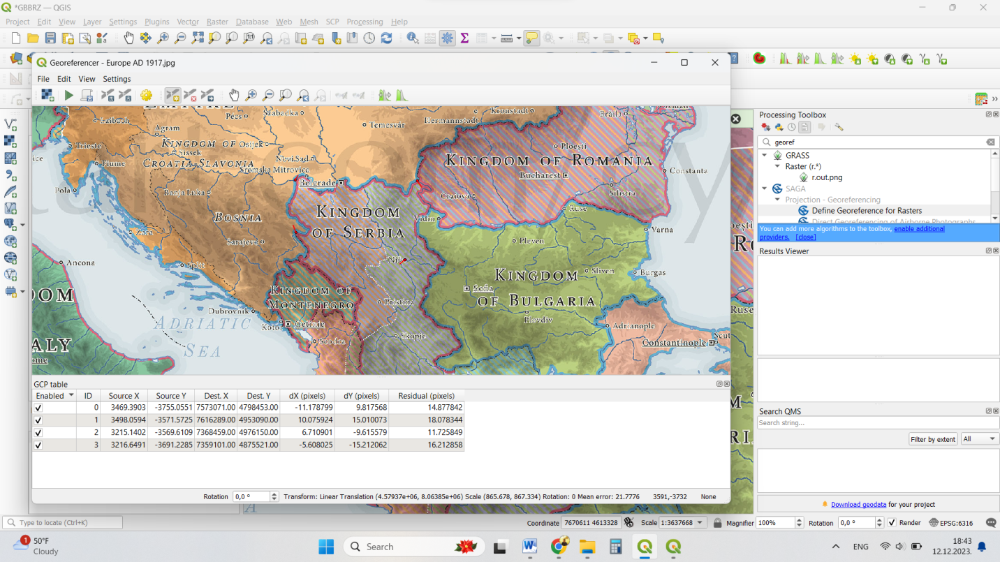 *GBBRZ — QGIS
Project Edit View Layer Settings Plugins Vector Raster Database Web Mesh SCP Processing Help
Georeferencer - Europe AD 1917.jpg
File Edit View Settings
Processing Toolbox
georef
GRASS
Raster (r.*)
r.out.png
SAGA
Projection - Georeferencing
Define Georeference for Rasters
Direct Georeferencing of Airborne Photographs
You can add more algorithms to the toolbox, enable additional
providers. [close]
Results Viewer
Search QMS
Search string...
Filter by extent All
Download geodata for your project
EMPIRE
Laibach
Pecs
Szabadka
Temesvar
Hermannstadt
Kronstadt
Brăila
Agram
Trieste
KINGDOM OF
CROATIA-SLAVONIA
Osijek
Sissek
Fiume
Novi Sad
Sremska Mitrovica
Ploești
KINGDOM OF ROMANIA
Bucharest
Constanta
Pola
Banja Luka
Belgrade
Craiova
Silistra
BOSNIA
KINGDOM
OF SERBIA
Vidin
Ruse
Zara
Sarajevo
Varna
Pleven
Ancona
Split
Niš
KINGDOM
OF BULGARIA
Sliven
Burgas
Sofia
KINGDOM OF
MONTENEGRO
Pristina
Plovdiv
Dubrovnik
Kotor
Cetinje
ADRIATIC
SEA
Scodra
Skopje
Adrianople
Constantinople
Scut
DOM
ALY
ome
Ruse
GCP table
Enabled ID Source X Source Y Dest. X Dest. Y dX (pixels) dY (pixels) Residual (pixels)
0 3469.3903 -3755.0551 7573071.00 4798453.00 -11.178799 9.817568 14.877842
1 3498.0594 -3571.5725 7616289.00 4953090.00 10.075924 15.010073 18.078344
2 3215.1402 -3569.6109 7368459.00 4976150.00 6.710901 -9.615579 11.725849
3 3216.6491 -3691.2285 7359101.00 4875521.00 -5.608025 -15.212062 16.212858
Rotation 0,0 ° Transform: Linear Translation (4.57937e+06, 8.06385e+06) Scale (865.678, 867.334) Rotation: 0 Mean error: 21.7776 3591,-3732 None
Type to locate (Ctrl+K) Coordinate 7670611 4613328 Scale 1:3637668 Magnifier 100% Rotation 0,0 ° Render EPSG:6316
1 50°F
Cloudy
Search
ENG
18:43
12.12.2023.